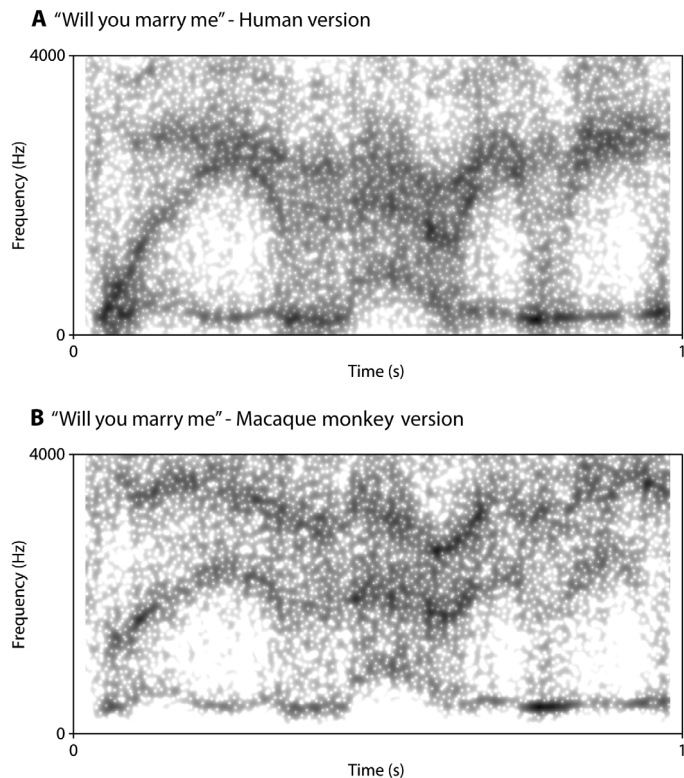 A "Will you marry me" - Human version
4000
Frequency (Hz)
0
0
1
Time (s)
B "Will you marry me" - Macaque monkey version
4000
Frequency (Hz)
0
0
1
Time (s)